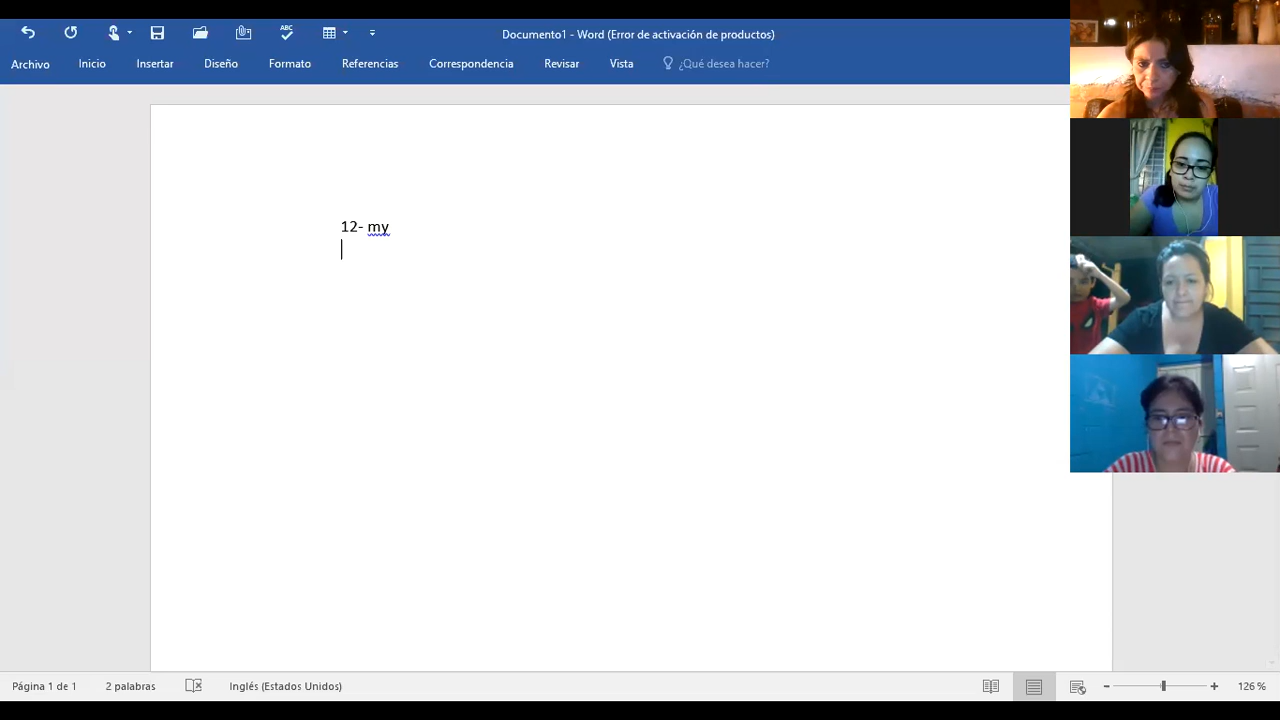 Documento1 - Word (Error de activación de productos)
Archivo Inicio Insertar Diseño Formato Referencias Correspondencia Revisar Vista ¿Qué desea hacer?
12- my
Página 1 de 1 2 palabras Inglés (Estados Unidos) 126 %